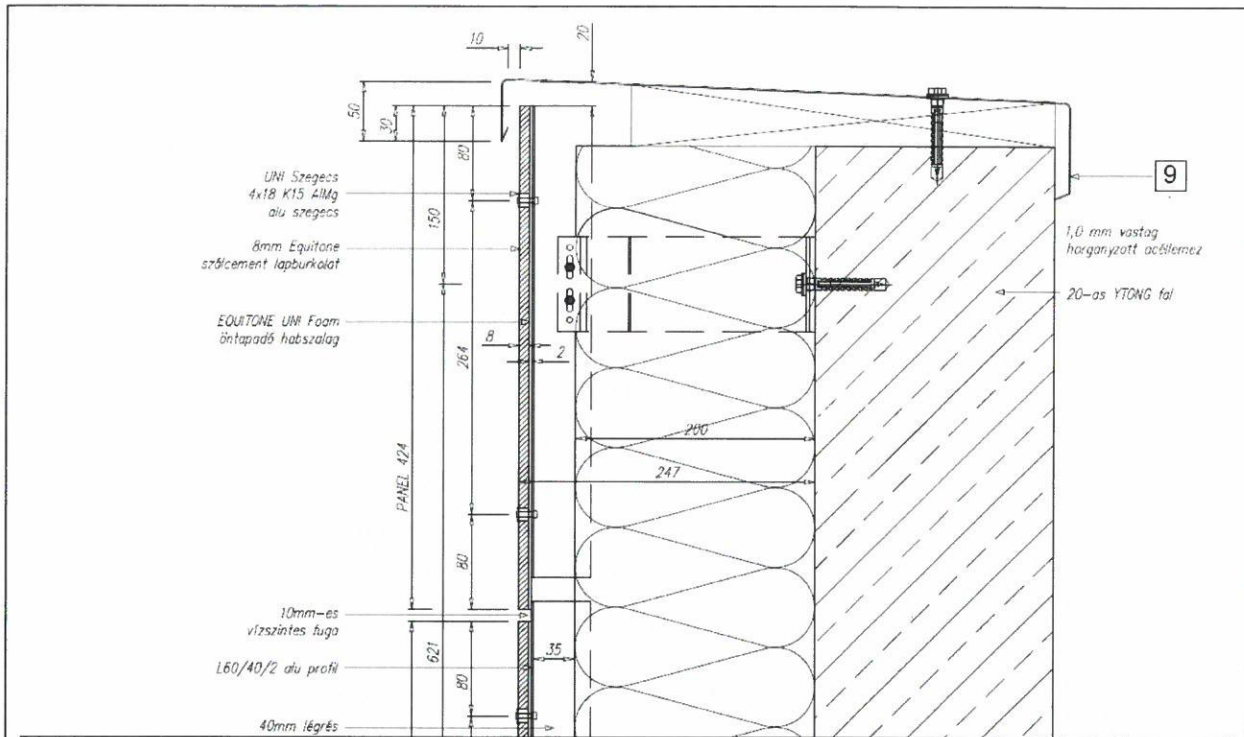 10
20
50
30
80
UNI Szegecs
4x18 K15 AlMg
alu szegecs
150
8mm Equitone
szálcement lapburkolat
EQUITONE UNI Foam
öntapadó habszalag
8
2
264
9
1,0 mm vastag
horganyzott acéllemez
20-as YTONG fal
200
247
PANEL 424
80
10mm-es
vízszintes fuga
35
621
L60/40/2 alu profil
80
40mm légrés